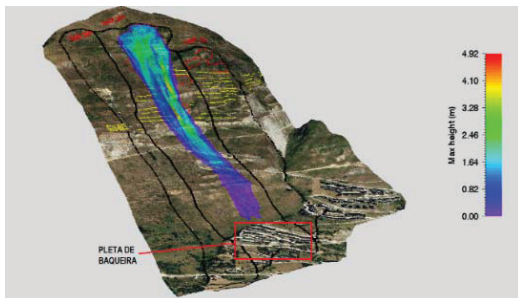 4.92
4.10
3.28
2.46
1.64
0.82
0.00
Max height (m)
PLETA DE
BAQUEIRA